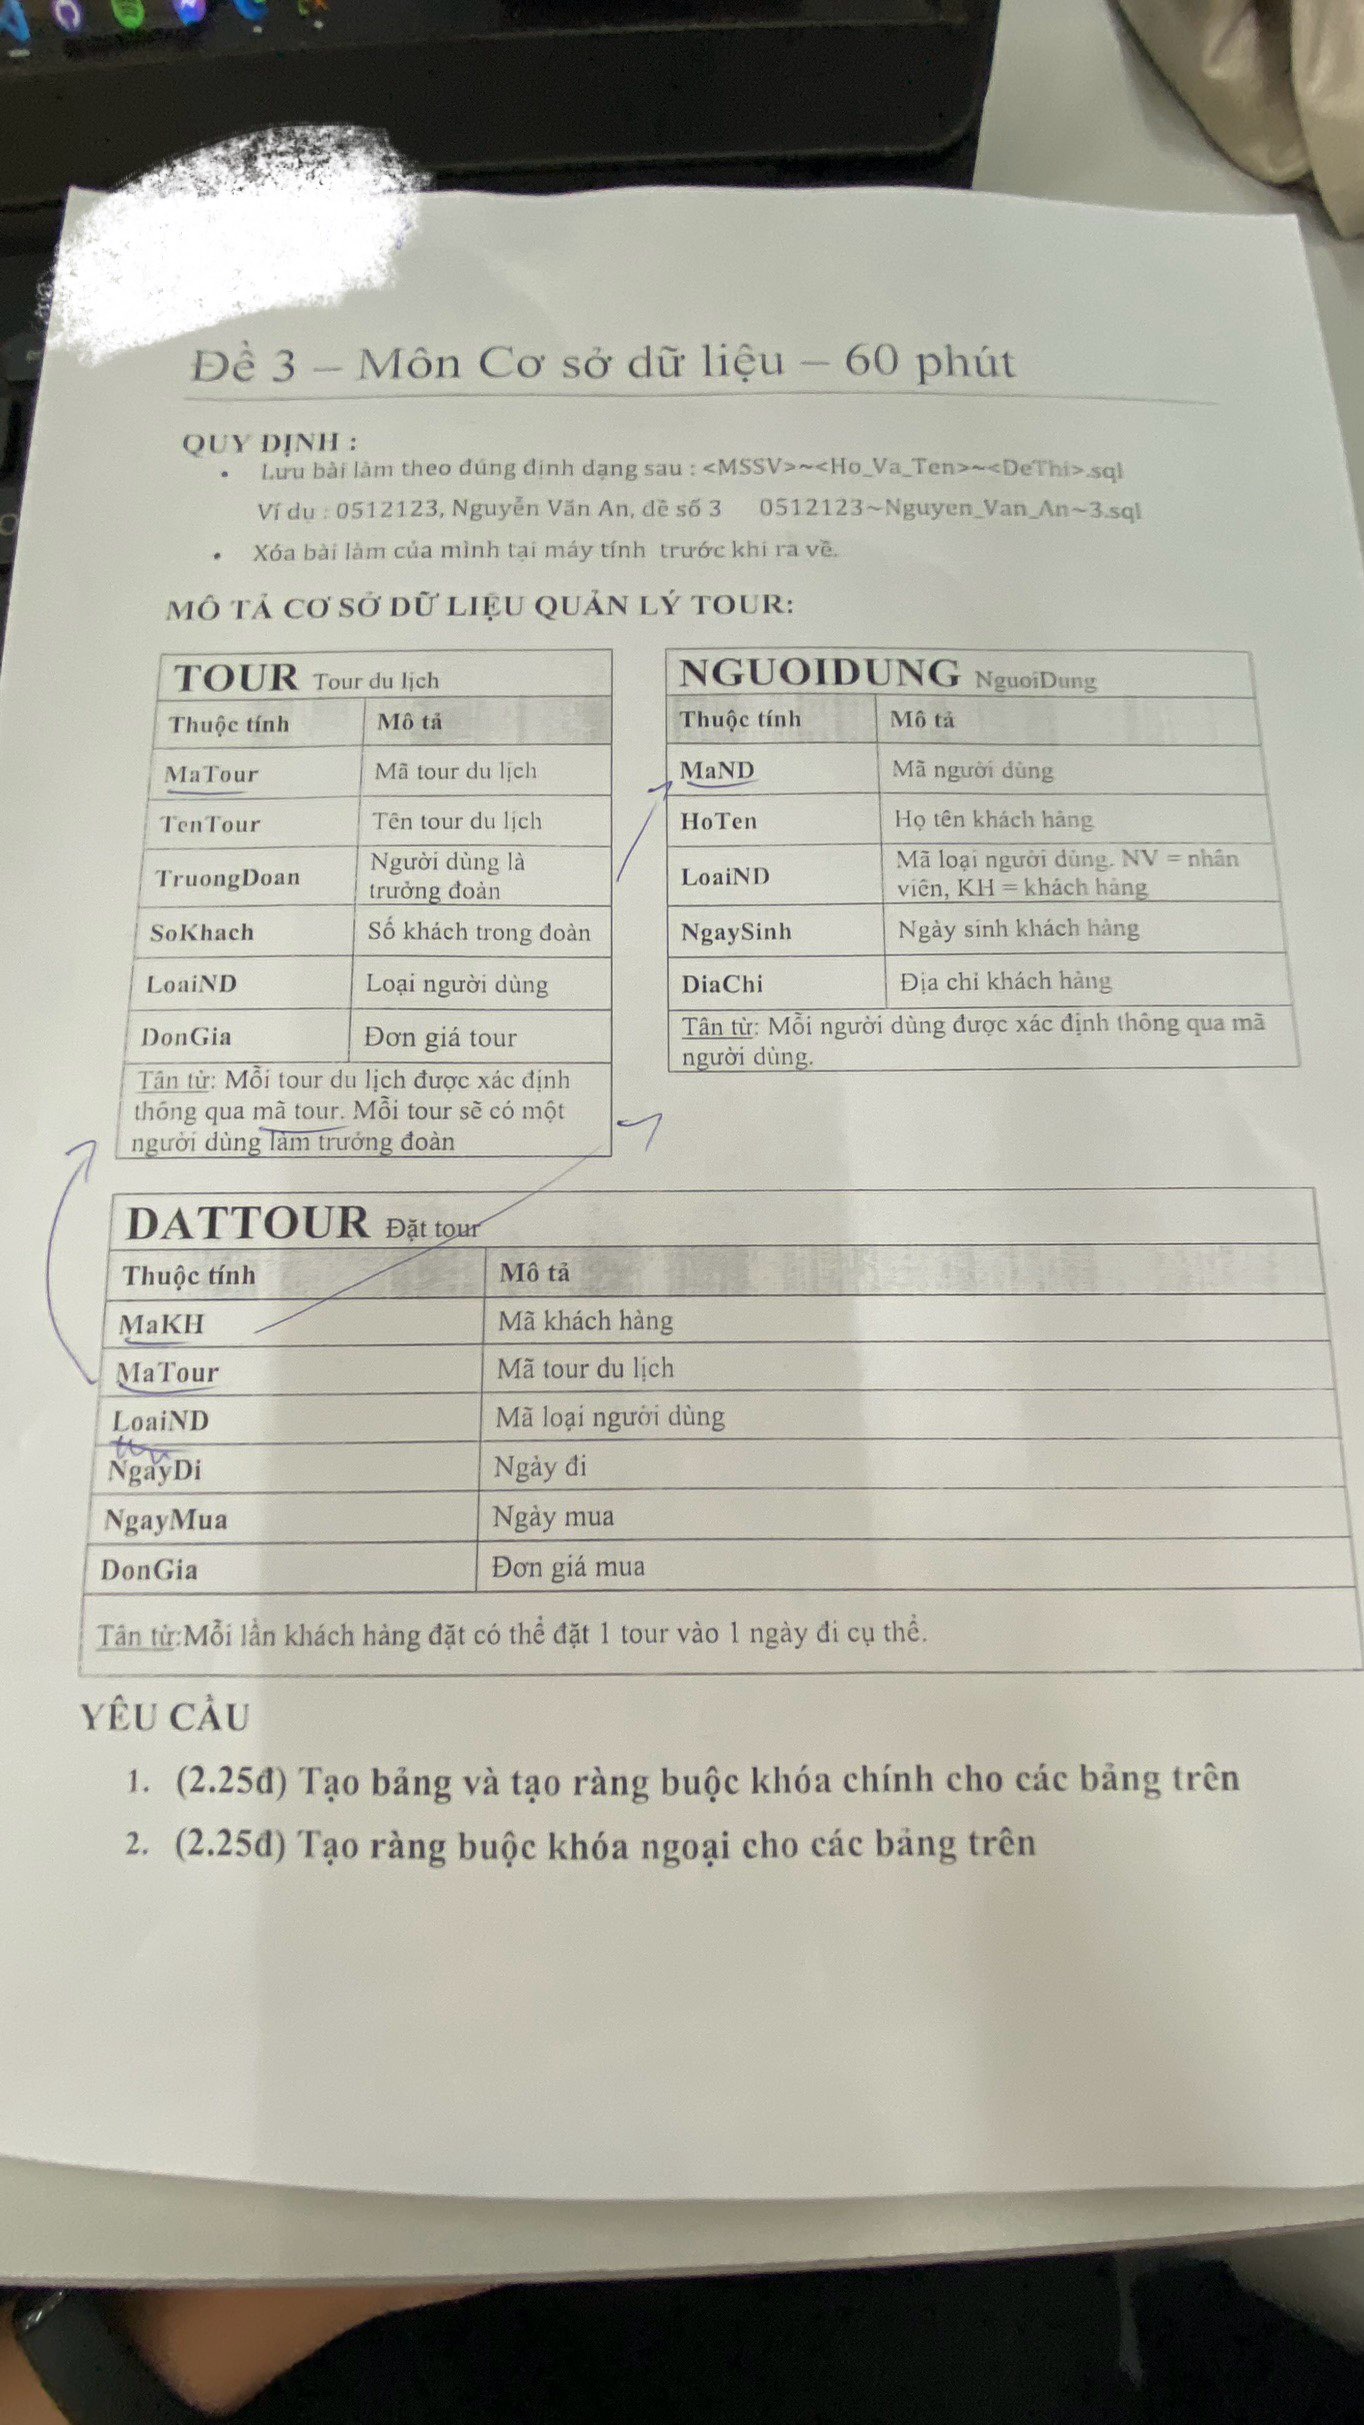 Đề 3 – Môn Cơ sở dữ liệu – 60 phút
QUY ĐỊNH :
• Lưu bài làm theo đúng định dạng sau : <MSSV>~<Ho_Va_Ten>~<DeThi>.sql
Ví dụ : 0512123, Nguyễn Văn An, đề số 3 0512123~Nguyen_Van_An~3.sql
• Xóa bài làm của mình tại máy tính trước khi ra về.
MÔ TẢ CƠ SỞ DỮ LIỆU QUẢN LÝ TOUR:
TOUR Tour du lịch
Thuộc tính Mô tả
MaTour Mã tour du lịch
TenTour Tên tour du lịch
TruongDoan Người dùng là
trưởng đoàn
SoKhach Số khách trong đoàn
LoaiND Loại người dùng
DonGia Đơn giá tour
Tân từ: Mỗi tour du lịch được xác định
thông qua mã tour. Mỗi tour sẽ có một
người dùng làm trưởng đoàn
NGUOIDUNG NguoiDung
Thuộc tính Mô tả
MaND Mã người dùng
HoTen Họ tên khách hàng
LoaiND Mã loại người dùng. NV = nhân
viên, KH = khách hàng
NgaySinh Ngày sinh khách hàng
DiaChi Địa chỉ khách hàng
Tân từ: Mỗi người dùng được xác định thông qua mã
người dùng.
DATTOUR Đặt tour
Thuộc tính Mô tả
MaKH Mã khách hàng
MaTour Mã tour du lịch
LoaiND Mã loại người dùng
NgayDi Ngày đi
NgayMua Ngày mua
DonGia Đơn giá mua
Tân từ:Mỗi lần khách hàng đặt có thể đặt 1 tour vào 1 ngày đi cụ thể.
YÊU CẦU
1. (2.25đ) Tạo bảng và tạo ràng buộc khóa chính cho các bảng trên
2. (2.25đ) Tạo ràng buộc khóa ngoại cho các bảng trên